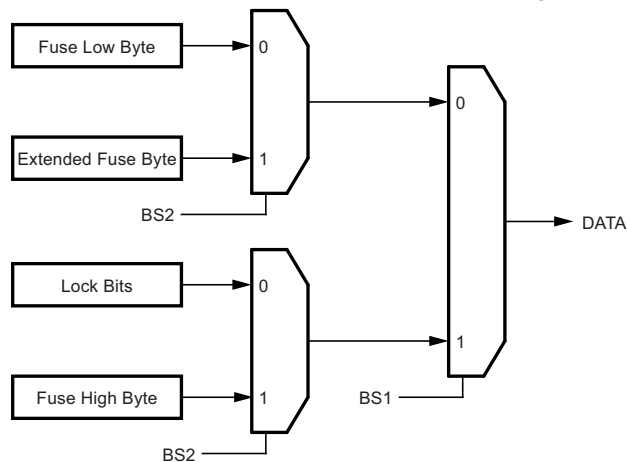 Fuse Low Byte
0
0
Extended Fuse Byte
1
BS2
DATA
Lock Bits
0
1
Fuse High Byte
1
BS1
BS2